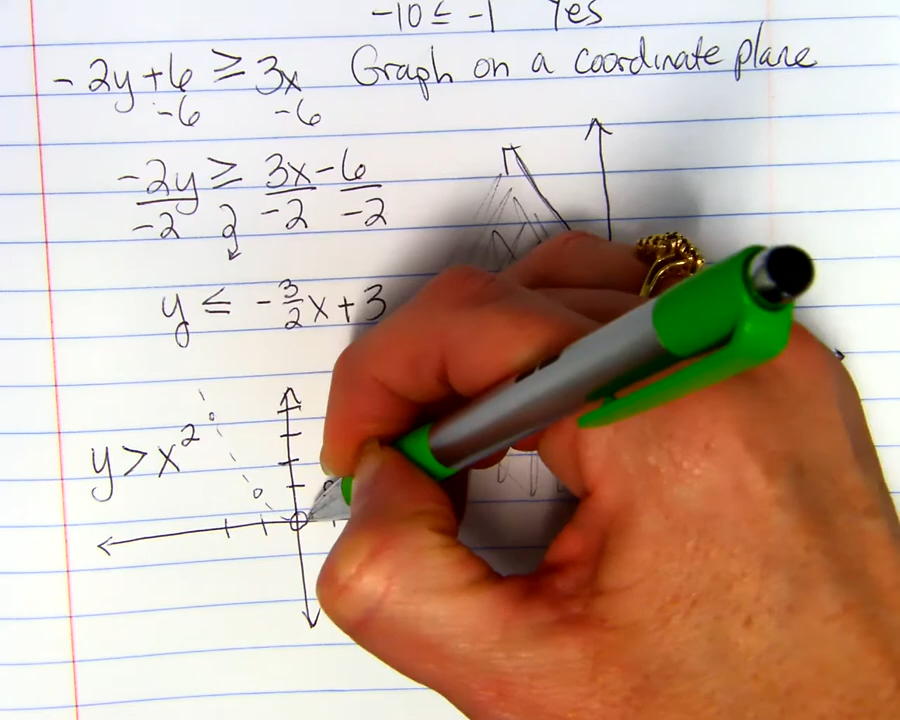 -10 ≤ -1 Yes
-2y+6 ≥ 3x Graph on a coordinate plane
-6 -6
-2y ≥ 3x-6
-2 2 -2 -2
y ≤ -3/2x+3
y > x²